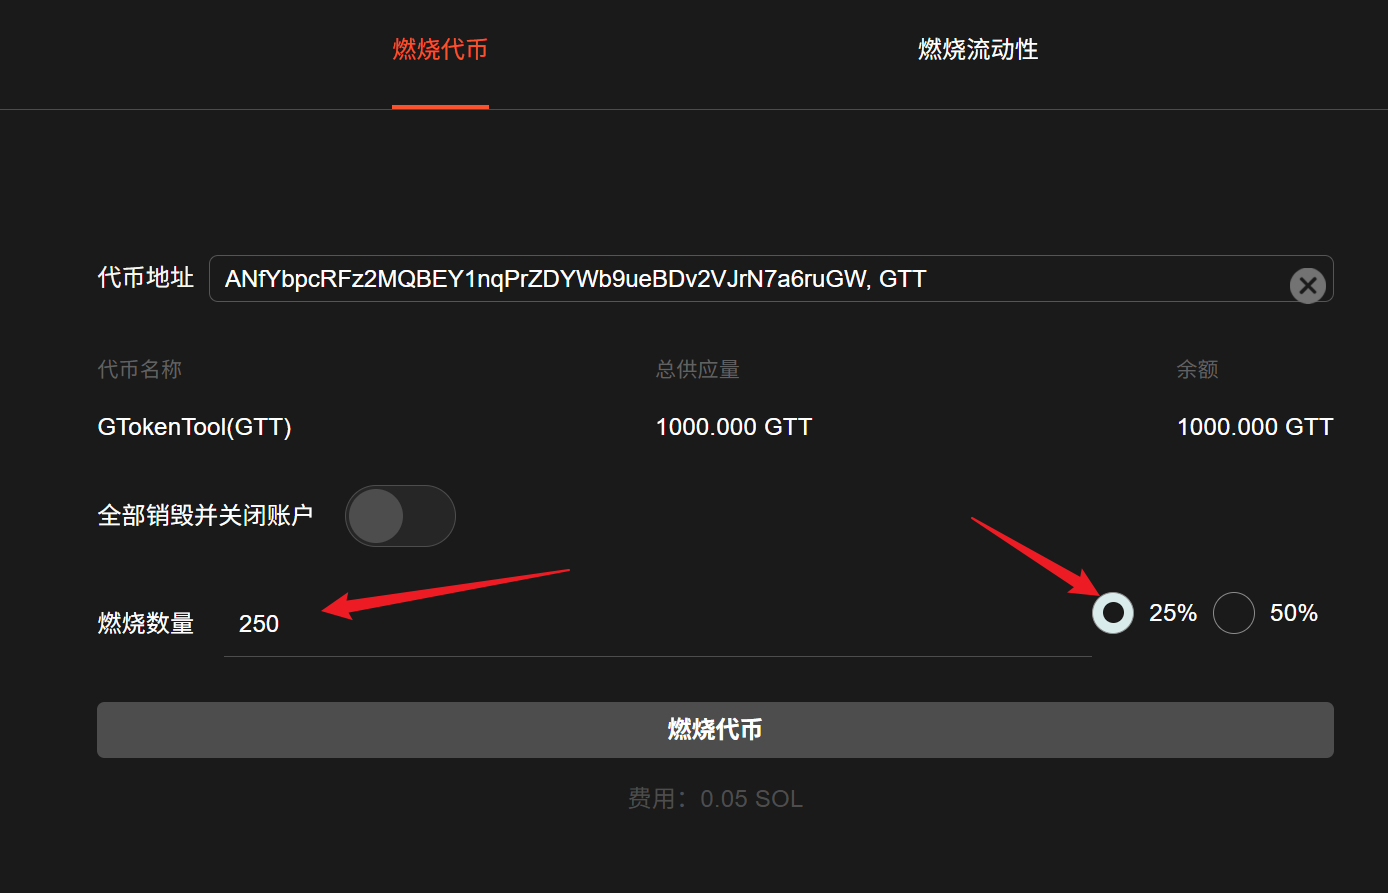 燃烧代币 燃烧流动性
代币地址 ANfYbpcRFz2MQBEY1nqPrZDYWb9ueBDv2VJrN7a6ruGW, GTT
代币名称 总供应量 余额
GTokenTool(GTT) 1000.000 GTT 1000.000 GTT
全部销毁并关闭账户
燃烧数量 250 25% 50%
燃烧代币
费用：0.05 SOL